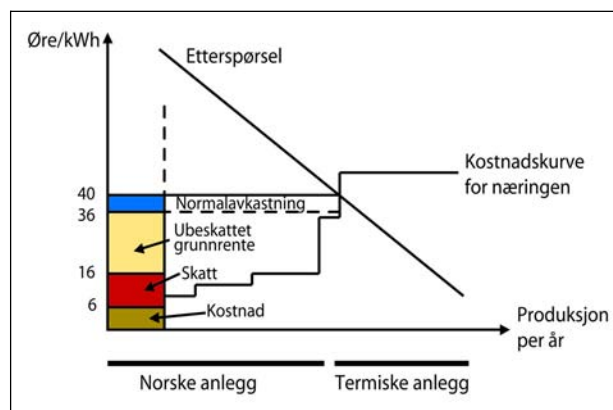 Øre/kWh
Etterspørsel
Kostnadskurve
for næringen
40
Normalavkastning
36
Ubeskattet
grunnrente
16
Skatt
6
Kostnad
Produksjon
per år
Norske anlegg
Termiske anlegg